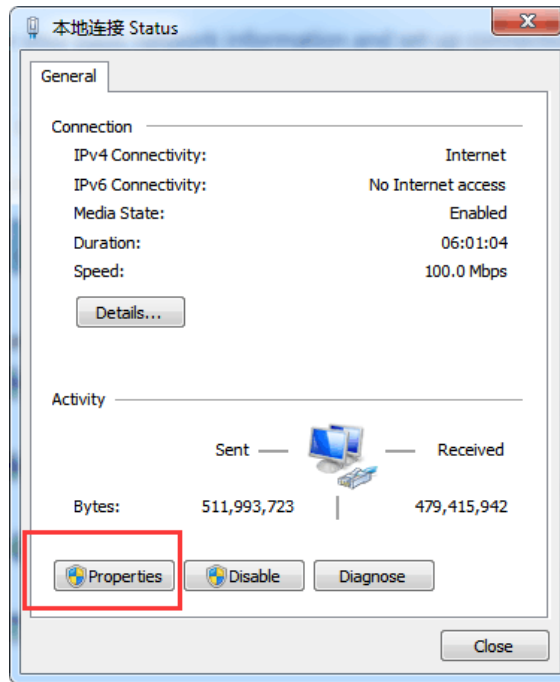 本地连接 Status
General
Connection
IPv4 Connectivity: Internet
IPv6 Connectivity: No Internet access
Media State: Enabled
Duration: 06:01:04
Speed: 100.0 Mbps
Details...
Activity
Sent Received
Bytes: 511,993,723 479,415,942
Properties Disable Diagnose
Close